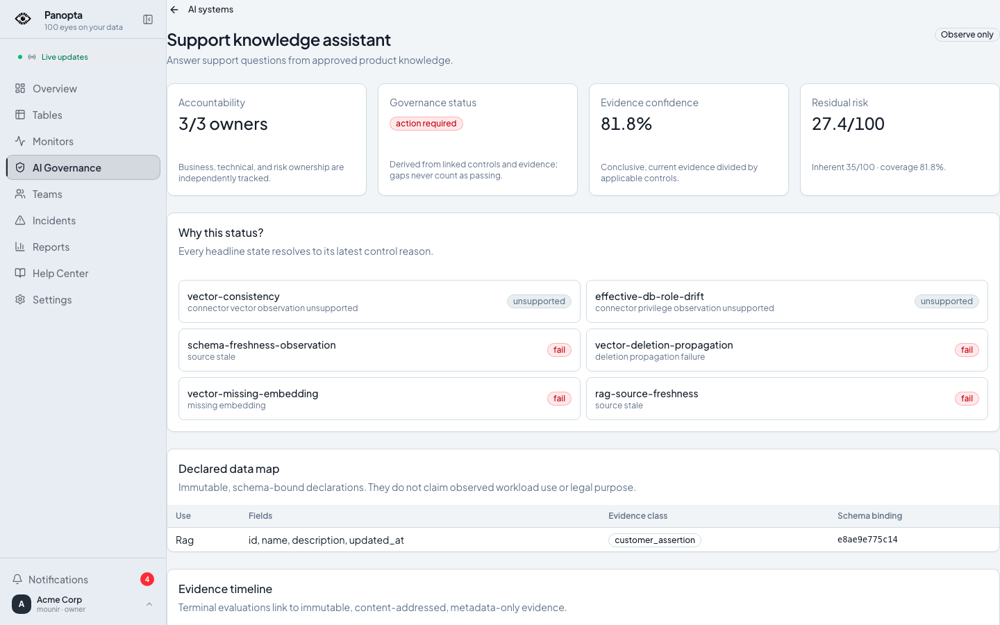 Panopta
100 eyes on your data
Live updates
Overview
Tables
Monitors
AI Governance
Teams
Incidents
Reports
Help Center
Settings
Notifications
4
A
Acme Corp
mounir · owner
AI systems
Support knowledge assistant
Observe only
Answer support questions from approved product knowledge.
Accountability
3/3 owners
Business, technical, and risk ownership are
independently tracked.
Governance status
action required
Derived from linked controls and evidence;
gaps never count as passing.
Evidence confidence
81.8%
Conclusive, current evidence divided by
applicable controls.
Residual risk
27.4/100
Inherent 35/100 · coverage 81.8%.
Why this status?
Every headline state resolves to its latest control reason.
vector-consistency
connector vector observation unsupported
unsupported
effective-db-role-drift
connector privilege observation unsupported
unsupported
schema-freshness-observation
source stale
fail
vector-deletion-propagation
deletion propagation failure
fail
vector-missing-embedding
missing embedding
fail
rag-source-freshness
source stale
fail
Declared data map
Immutable, schema-bound declarations. They do not claim observed workload use or legal purpose.
Use Fields Evidence class Schema binding
Rag id, name, description, updated_at customer_assertion e8ae9e775c14
Evidence timeline
Terminal evaluations link to immutable, content-addressed, metadata-only evidence.